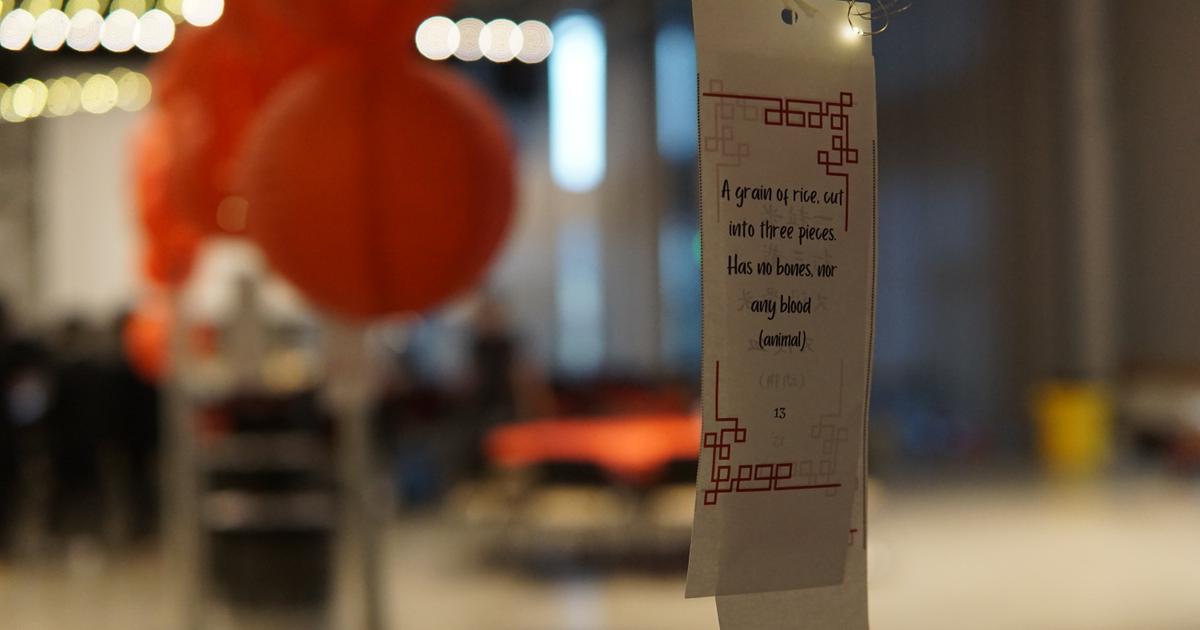 A grain of rice, cut
into three pieces.
Has no bones, nor
any blood
(animal)
13